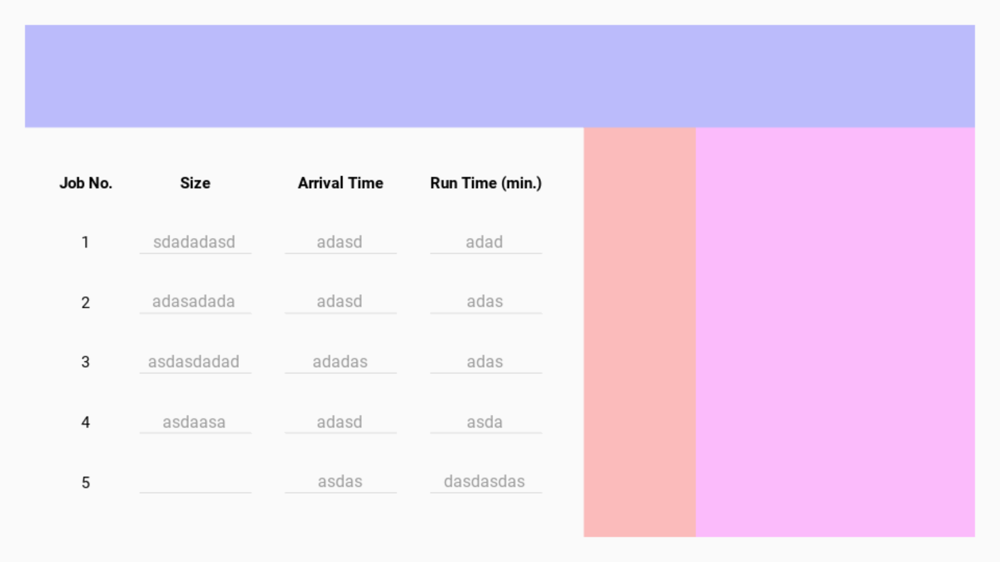 Job No. Size Arrival Time Run Time (min.)
1 sdadadasd adasd adad
2 adasadada adasd adas
3 asdasdadad adadas adas
4 asdaasa adasd asda
5 asdas dasdasdas